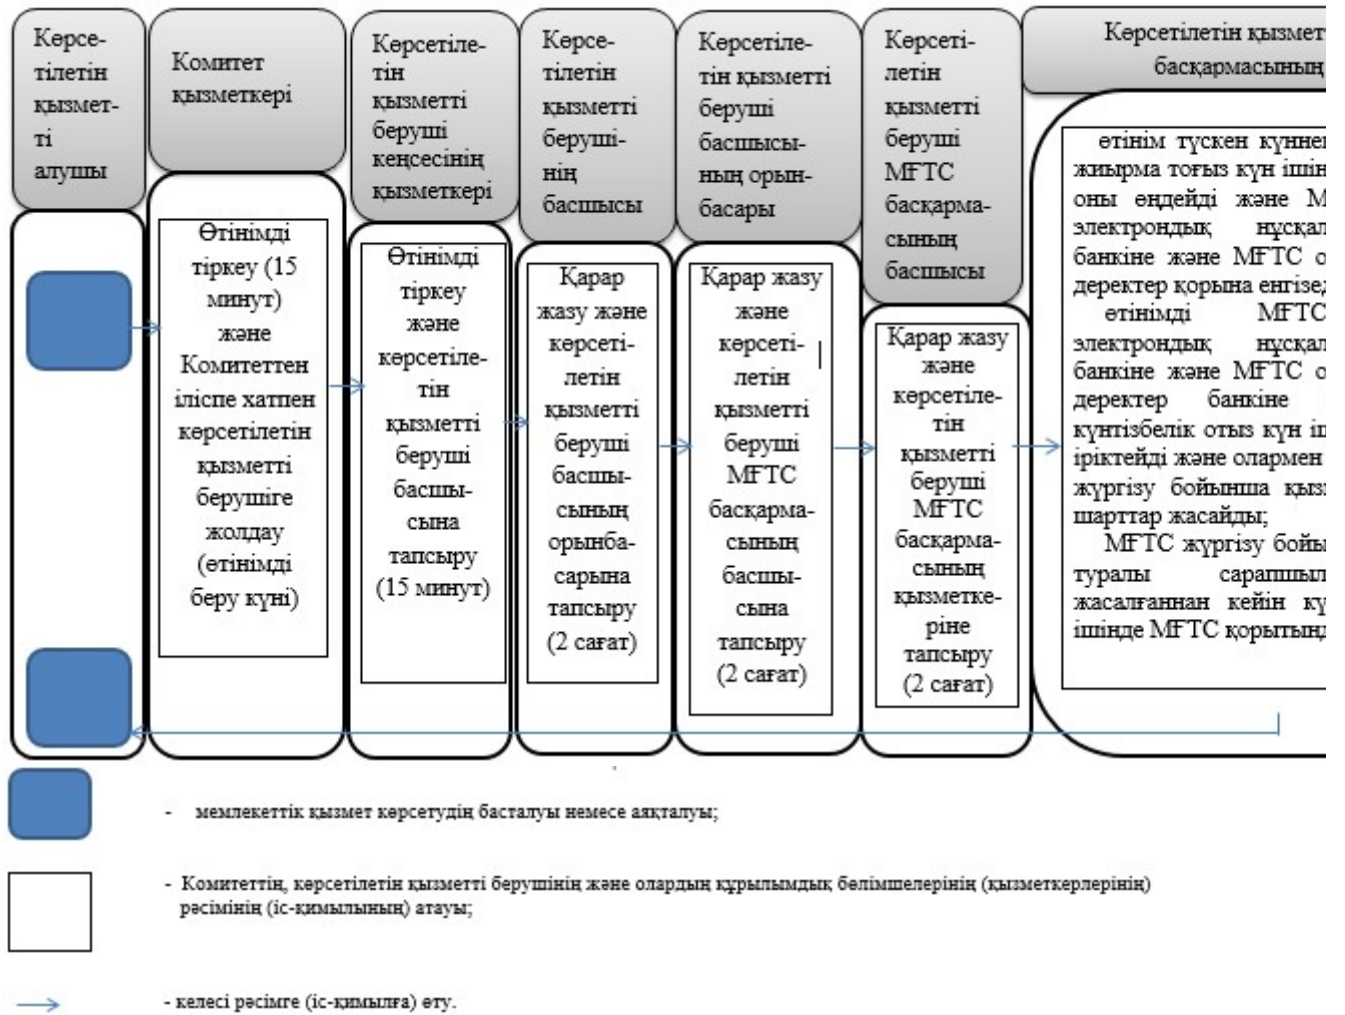 Көрсе-
тілетін
қызмет-
ті
алушы
Комитет
қызметкері
Көрсетіле-
тін
қызметті
беруші
кеңсесінің
қызметкері
Көрсе-
тілетін
қызметті
беруші-
нің
басшысы
Көрсетіле-
тін қызметті
беруші
басшысы-
ның орын-
басары
Көрсеті-
летін
қызметті
беруші
МҒТС
басқарма-
сының
басшысы
Көрсетілетін қызмет
басқармасының
Өтінімді
тіркеу (15
минут)
және
Комитеттен
іліспе хатпен
көрсетілетін
қызметті
берушіге
жолдау
(өтінімді
беру күні)
Өтінімді
тіркеу
және
көрсетіле-
тін
қызметті
беруші
басшы-
сына
тапсыру
(15 минут)
Қарар
жазу және
көрсеті-
летін
қызметті
беруші
басшы-
сының
орынба-
сарына
тапсыру
(2 сағат)
Қарар жазу
және
көрсеті-
летін
қызметті
беруші
МҒТС
басқарма-
сының
басшы-
сына
тапсыру
(2 сағат)
Қарар жазу
және
көрсетіле-
тін
қызметті
беруші
МҒТС
басқарма-
сының
қызметке-
ріне
тапсыру
(2 сағат)
өтінім түскен күннен
жиырма тоғыз күн ішін
оны өңдейді және М
электрондық нұсқал
банкіне және МҒТС о
деректер қорына енгізед
өтінімді МҒТС
электрондық нұсқал
банкіне және МҒТС о
деректер банкіне
күнтізбелік отыз күн іш
іріктейді және олармен
жүргізу бойынша қыз
шарттар жасайды;
МҒТС жүргізу бойы
туралы сарапшыл
жасалғаннан кейін кү
ішінде МҒТС қорытынд
- мемлекеттік қызмет көрсетудің басталуы немесе аяқталуы;
- Комитеттің, көрсетілетін қызметті берушінің және олардың құрылымдық бөлімшелерінің (қызметкерлерінің)
рәсімінің (іс-қимылының) атауы;
- келесі рәсімге (іс-қимылға) өту.